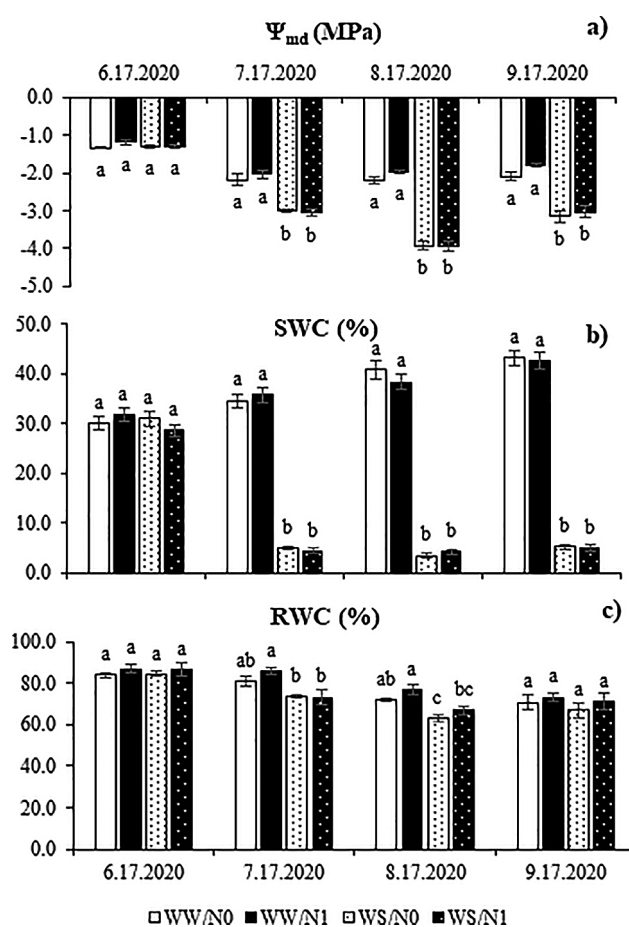 Ψmd (MPa)
a)
6.17.2020 7.17.2020 8.17.2020 9.17.2020
0.0
-1.0
-2.0
-3.0
-4.0
-5.0
a a a a
a a b b
a a b b
a a b b
SWC (%)
b)
50.0
40.0
30.0
20.0
10.0
0.0
a a a a
a a b b
a a b b
a a b b
RWC (%)
c)
100.0
80.0
60.0
40.0
20.0
0.0
a a a a
ab a b b
ab a c bc
a a a a
6.17.2020 7.17.2020 8.17.2020 9.17.2020
WW/N0 WW/N1 WS/N0 WS/N1